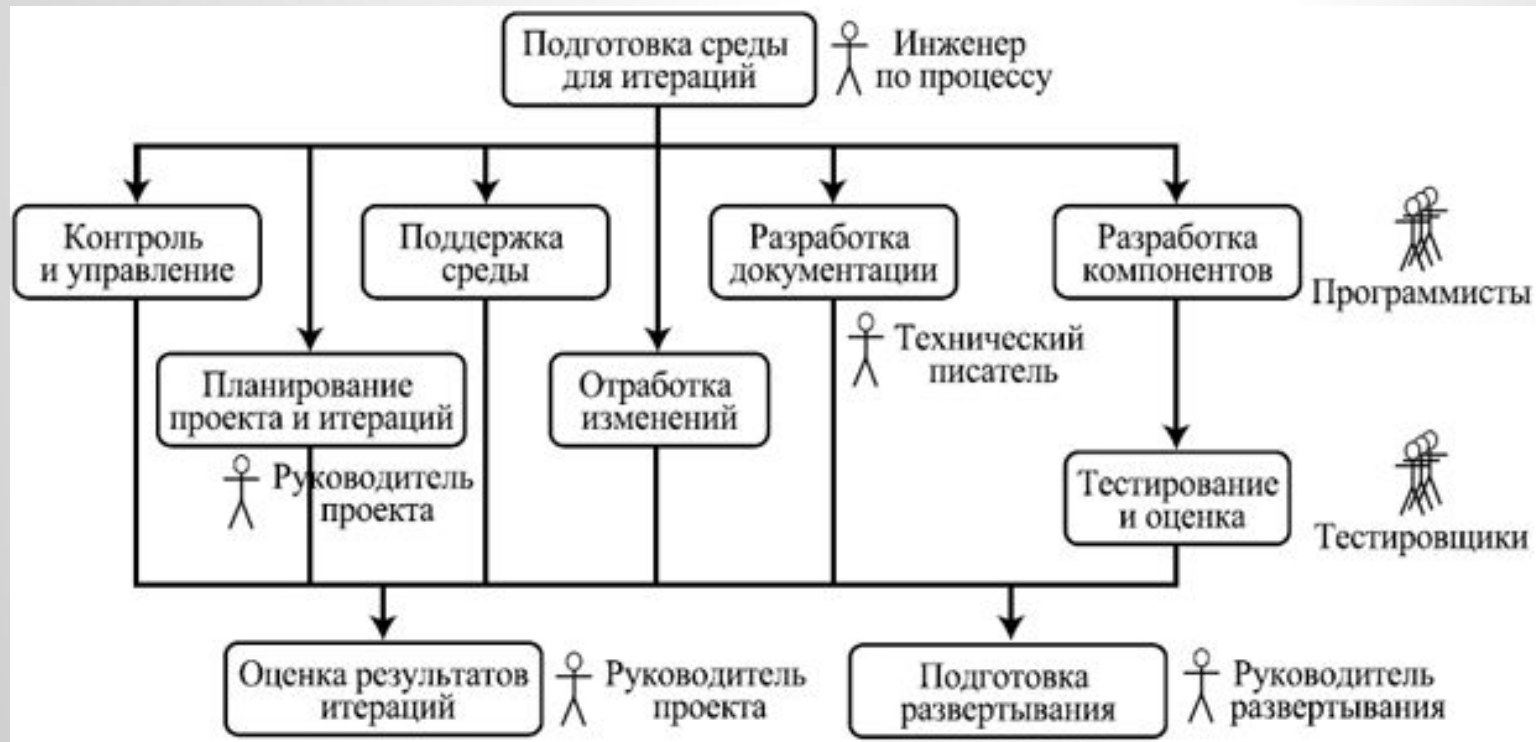 Подготовка среды
для итераций
Инженер
по процессу
Контроль
и управление
Поддержка
среды
Разработка
документации
Разработка
компонентов
Программисты
Технический
писатель
Планирование
проекта и итераций
Отработка
изменений
Руководитель
проекта
Тестирование
и оценка
Тестировщики
Оценка результатов
итераций
Руководитель
проекта
Подготовка
развертывания
Руководитель
развертывания